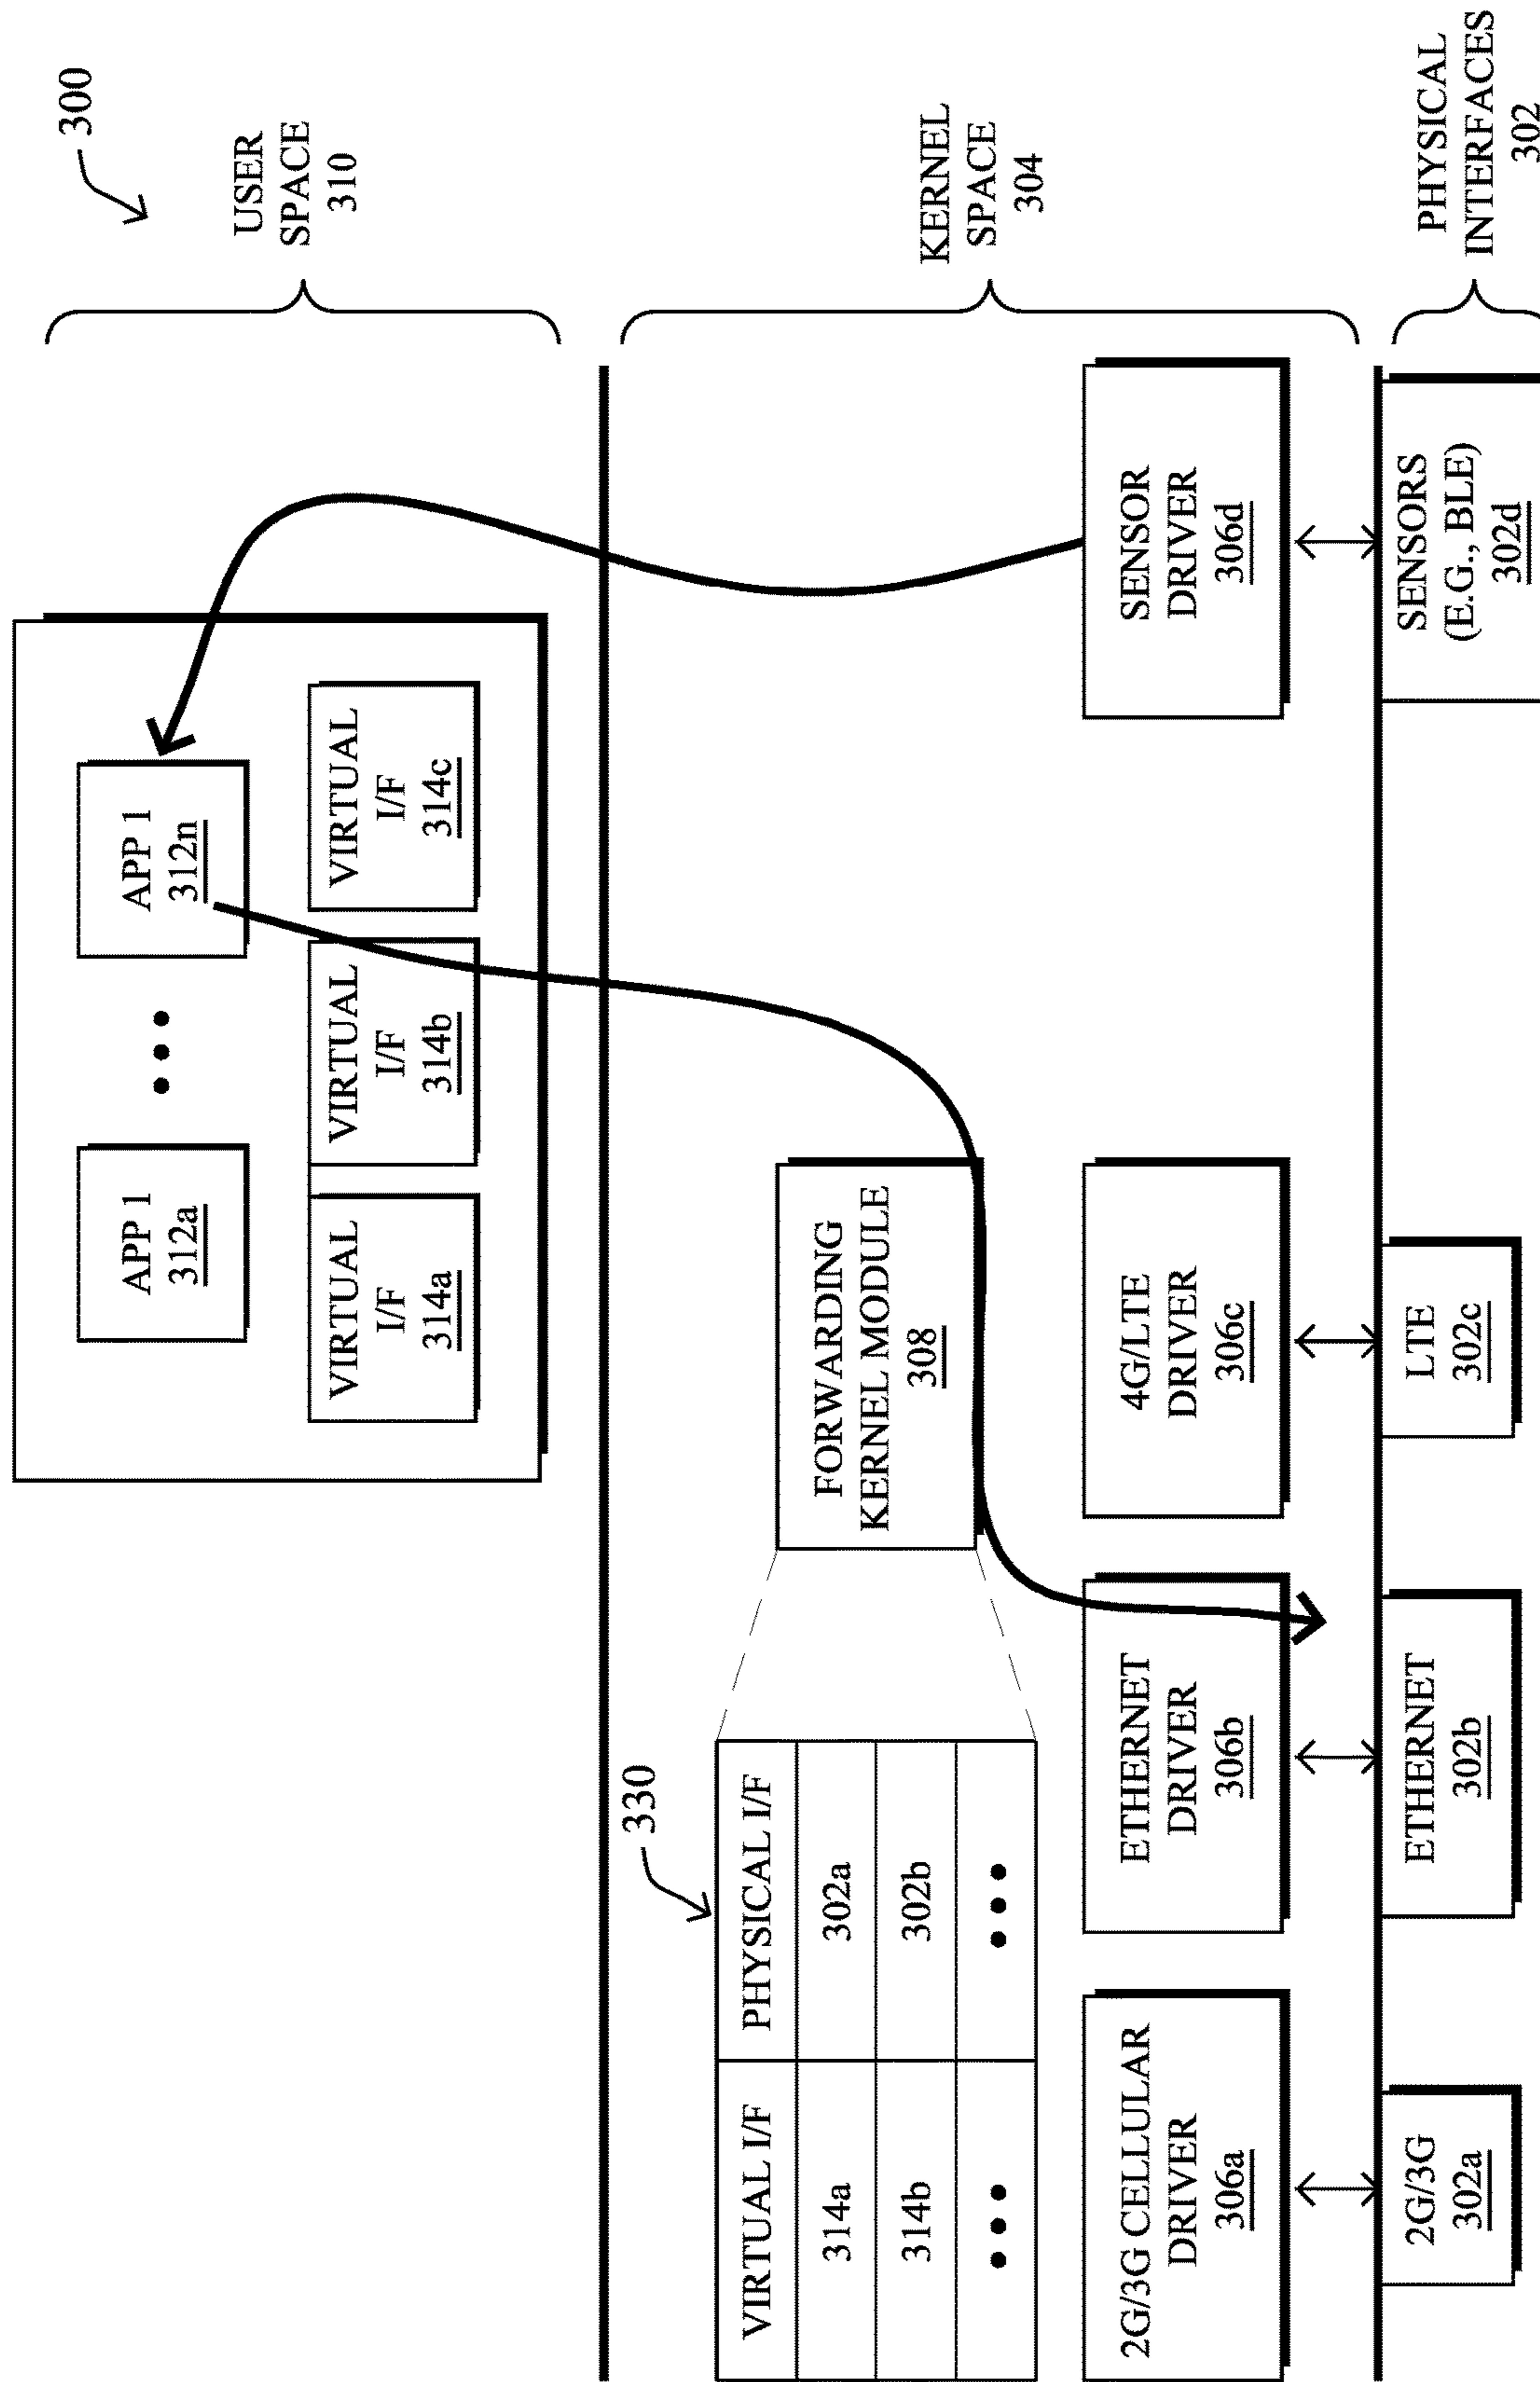 300
USER
SPACE
310
APP 1
312a
APP 1
312n
VIRTUAL
I/F
314a
VIRTUAL
I/F
314b
VIRTUAL
I/F
314c
KERNEL
SPACE
304
330
VIRTUAL I/F
PHYSICAL I/F
314a
302a
314b
302b
FORWARDING
KERNEL MODULE
308
2G/3G CELLULAR
DRIVER
306a
ETHERNET
DRIVER
306b
4G/LTE
DRIVER
306c
SENSOR
DRIVER
306d
PHYSICAL
INTERFACES
302
2G/3G
302a
ETHERNET
302b
LTE
302c
SENSORS
(E.G., BLE)
302d